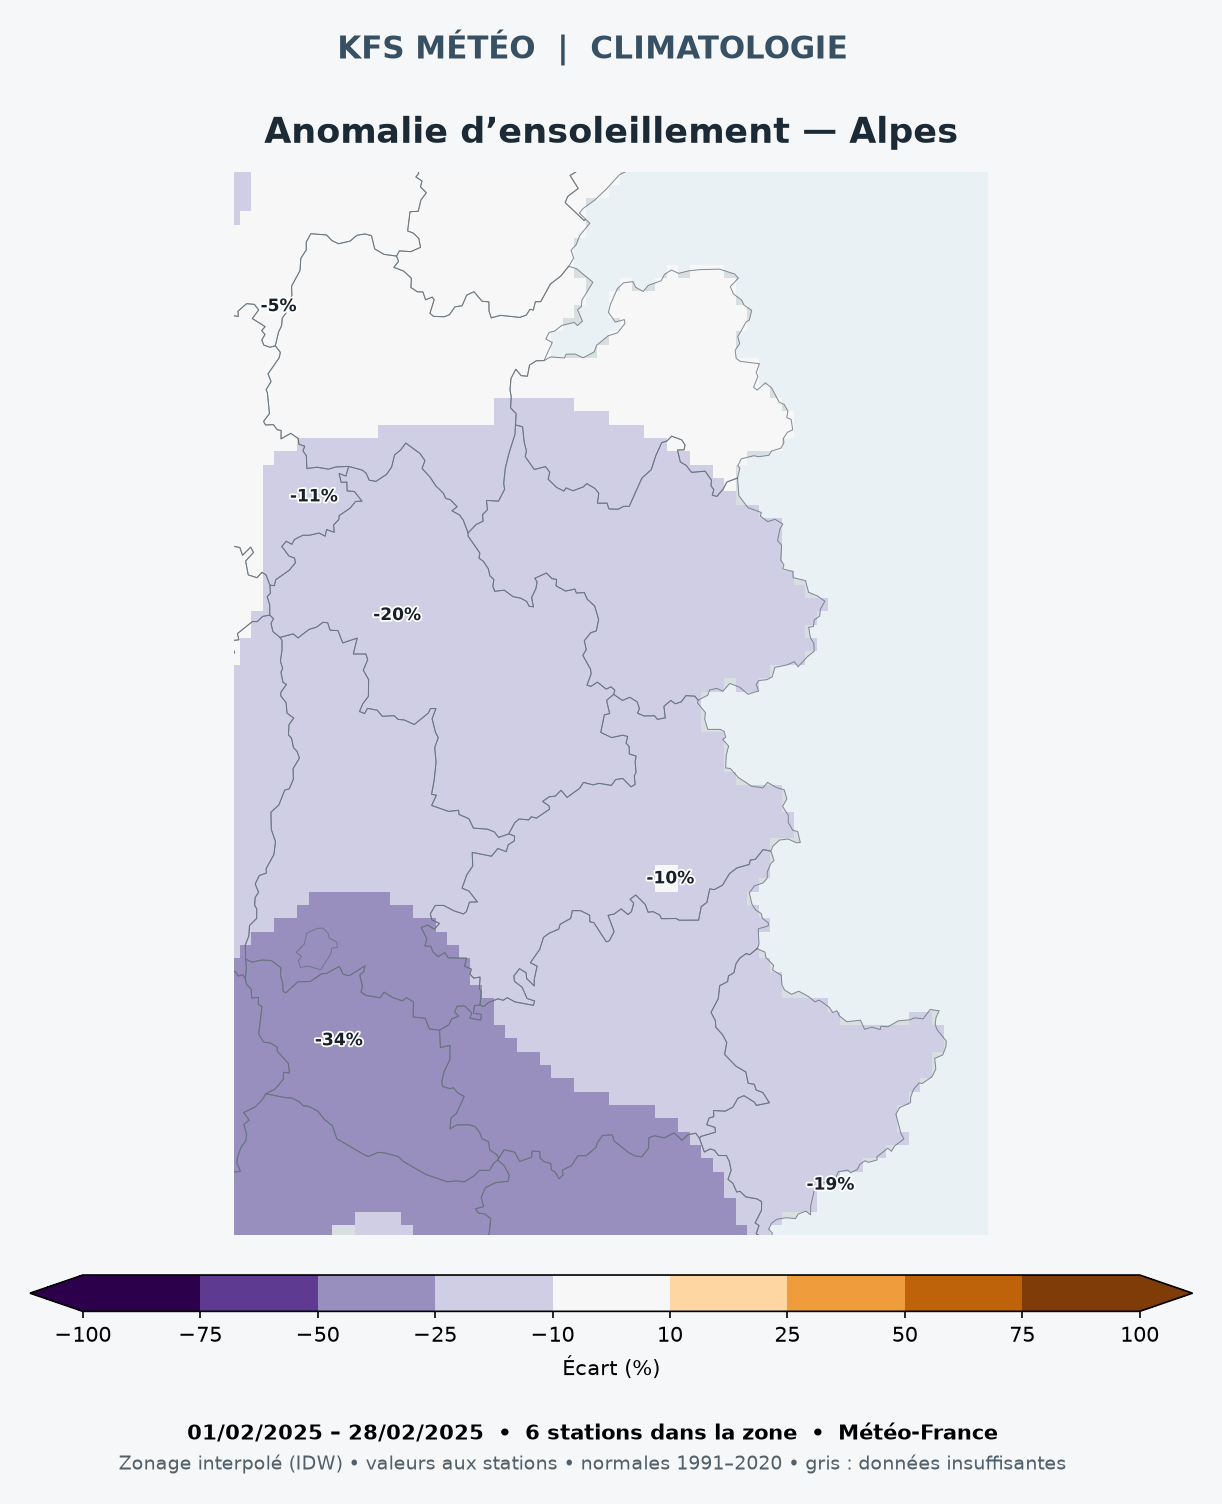 KFS MÉTÉO | CLIMATOLOGIE
Anomalie d’ensoleillement — Alpes
-5%
-11%
-20%
-10%
-34%
-19%
−100 −75 −50 −25 −10 10 25 50 75 100
Écart (%)
01/02/2025 – 28/02/2025 • 6 stations dans la zone • Météo-France
Zonage interpolé (IDW) • valeurs aux stations • normales 1991–2020 • gris : données insuffisantes